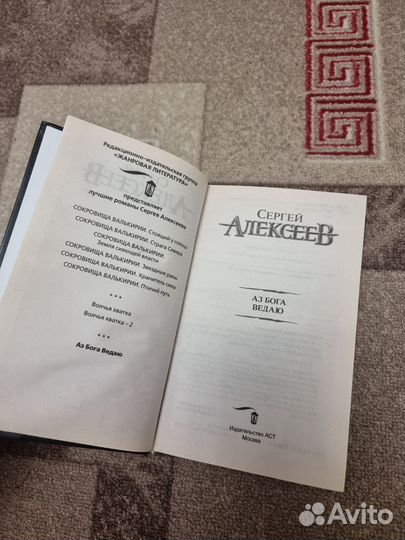 Редакционно-издательская группа
«ЖАНРОВАЯ ЛИТЕРАТУРА»
представляет
лучшие романы Сергея Алексеева
СОКРОВИЩА ВАЛЬКИРИИ. Стоящий у солнца
СОКРОВИЩА ВАЛЬКИРИИ. Страга Севера
СОКРОВИЩА ВАЛЬКИРИИ.
Земля сияющей власти
СОКРОВИЩА ВАЛЬКИРИИ. Звездные раны
СОКРОВИЩА ВАЛЬКИРИИ. Хранитель силы
СОКРОВИЩА ВАЛЬКИРИИ. Птичий путь
* * *
Волчья хватка
Волчья хватка – 2
* * *
Аз Бога Ведаю
СЕРГЕЙ
АЛЕКСЕЕВ
АЗ БОГА
ВЕДАЮ
Издательство АСТ
Москва
Avito